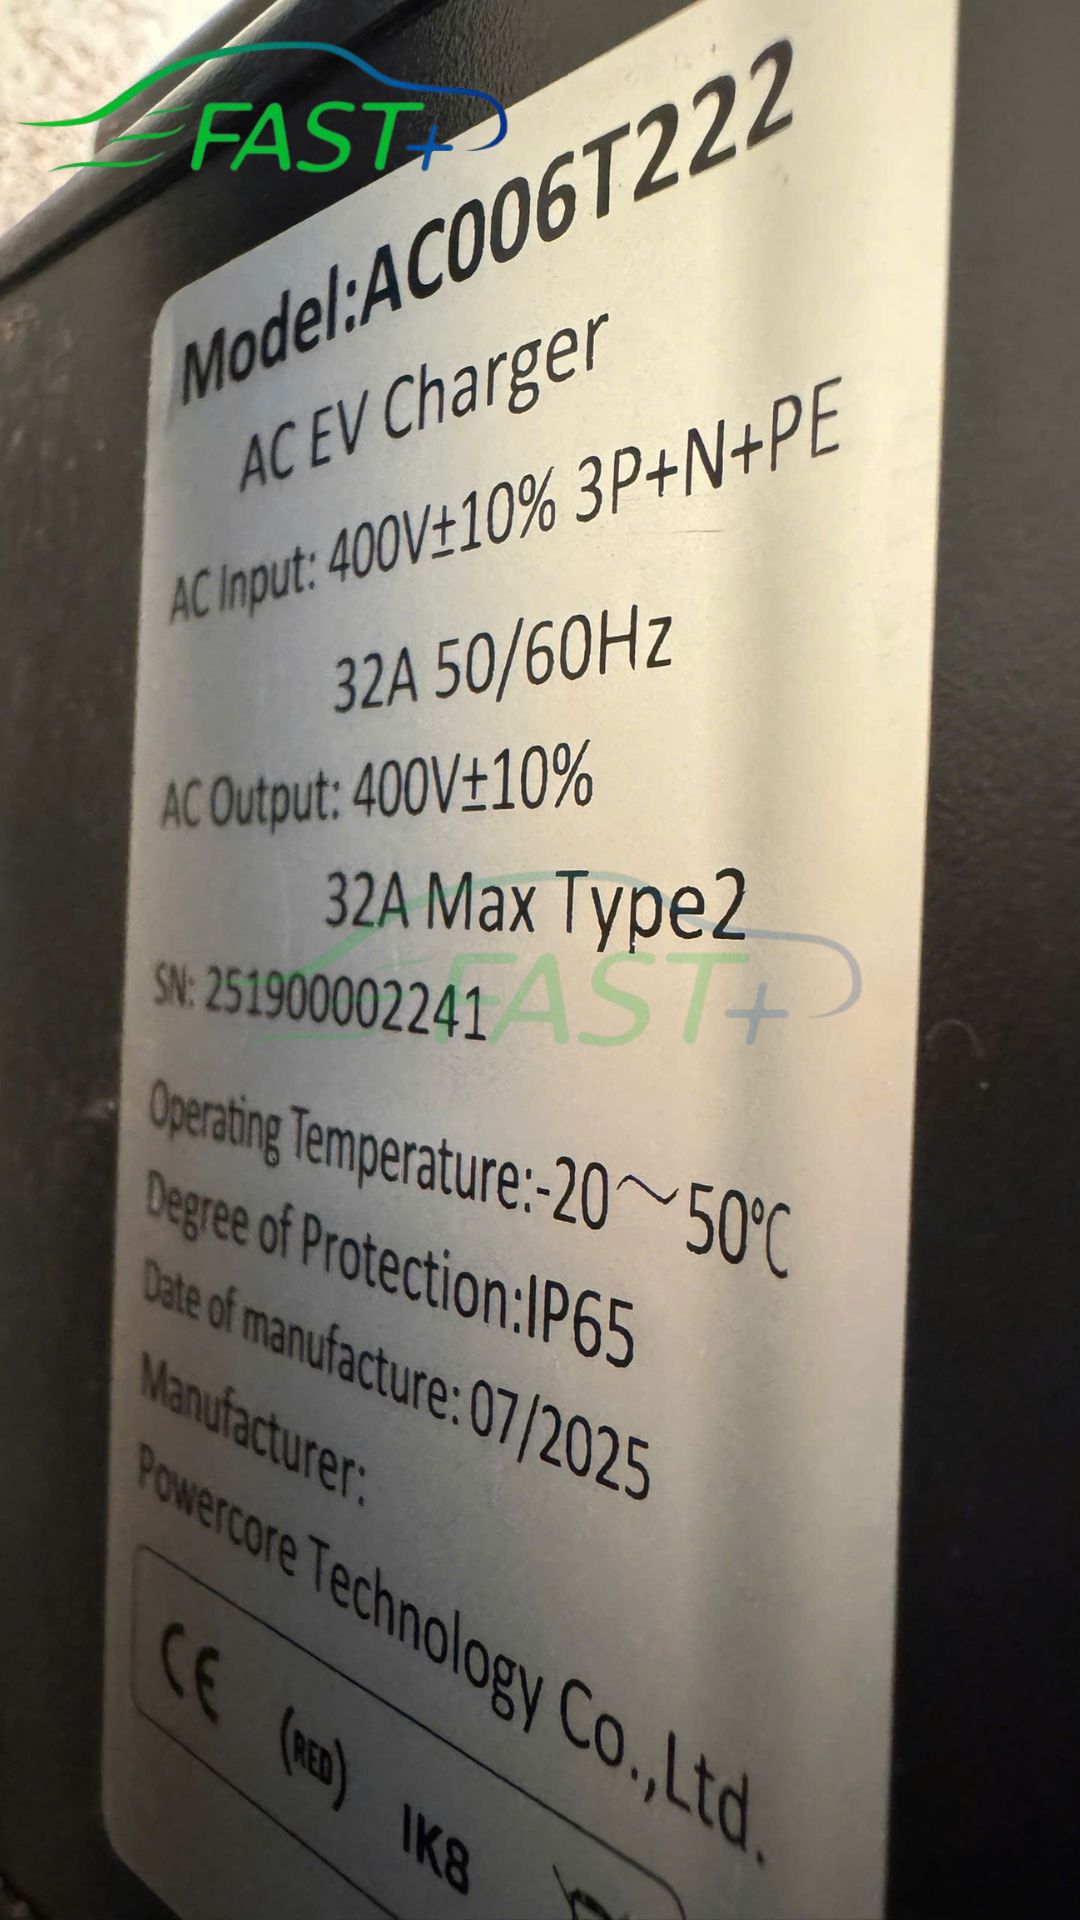 FAST+
Model:AC006T222
AC EV Charger
AC Input: 400V±10% 3P+N+PE
32A 50/60Hz
AC Output: 400V±10%
32A Max Type2
FAST+
SN: 251900002241
Operating Temperature:-20～50℃
Degree of Protection:IP65
Date of manufacture: 07/2025
Manufacturer:
Powercore Technology Co.,Ltd.
CE (RED) IK8